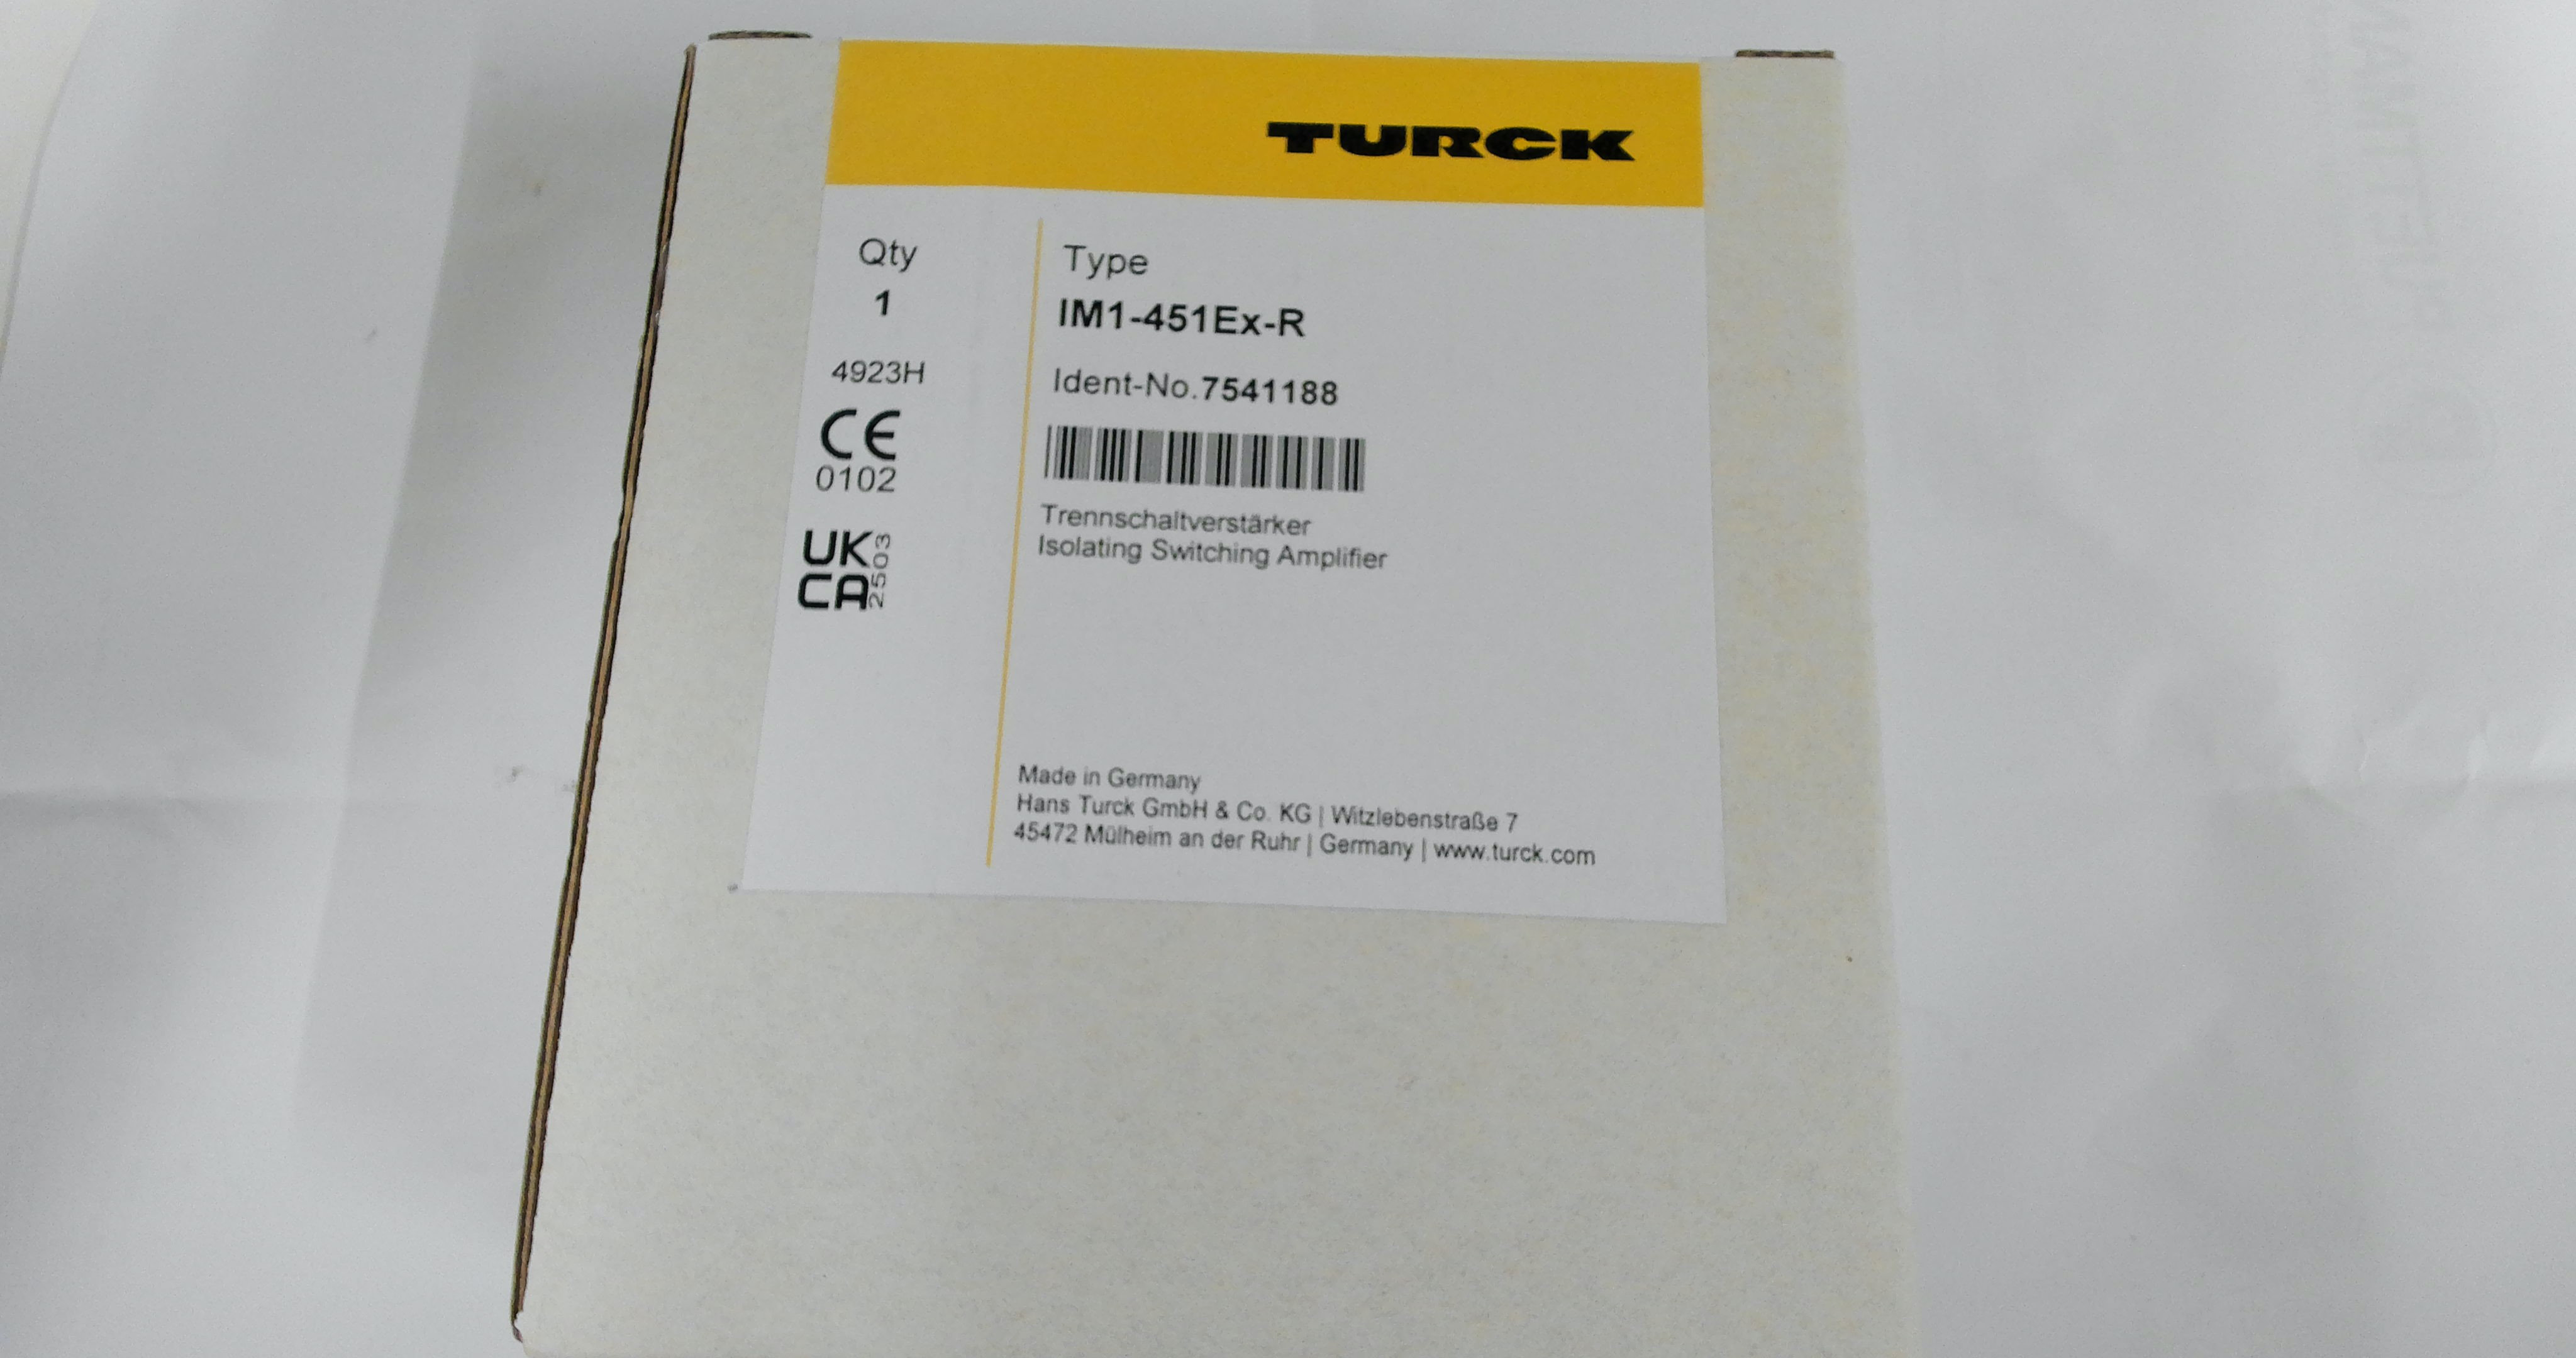 TURCK
Qty
1
4923H
CE
0102
UK
CA
2503
Type
IM1-451Ex-R
Ident-No.7541188
Trennschaltverstärker
Isolating Switching Amplifier
Made in Germany
Hans Turck GmbH & Co. KG | Witzlebenstraße 7
45472 Mülheim an der Ruhr | Germany | www.turck.com